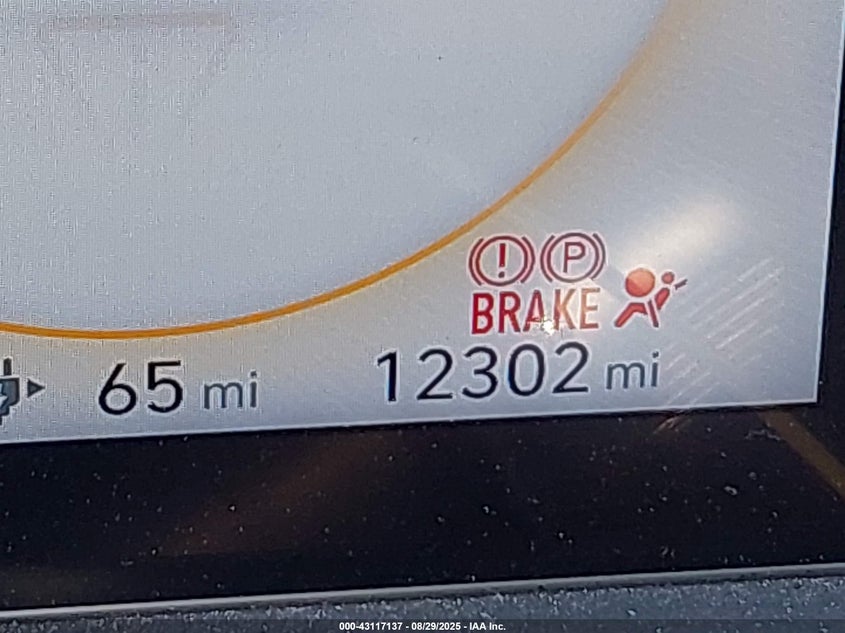 (!) (P)
BRAKE
65 mi 12302 mi
000-43117137 - 08/29/2025 - IAA Inc.